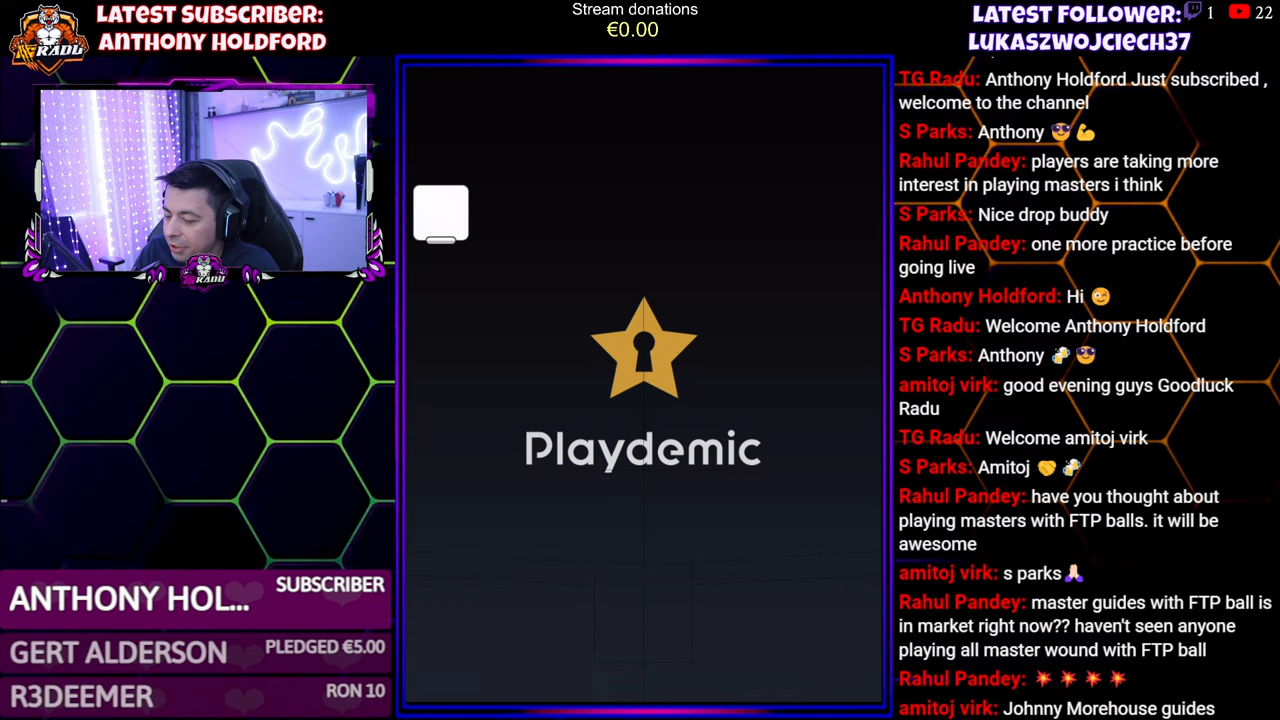 LATEST SUBSCRIBER:
ANTHONY HOLDFORD
RADU
Stream donations
€0.00
LATEST FOLLOWER:
LUKASZWOJCIECH37
1
22
RADU
Playdemic
ANTHONY HOL...
SUBSCRIBER
GERT ALDERSON
PLEDGED €5.00
R3DEEMER
RON 10
TG Radu: Anthony Holdford Just subscribed ,
welcome to the channel
S Parks: Anthony 😎 💪
Rahul Pandey: players are taking more
interest in playing masters i think
S Parks: Nice drop buddy
Rahul Pandey: one more practice before
going live
Anthony Holdford: Hi 😊
TG Radu: Welcome Anthony Holdford
S Parks: Anthony 🍻 😎
amitoj virk: good evening guys Goodluck
Radu
TG Radu: Welcome amitoj virk
S Parks: Amitoj 🤝 🍻
Rahul Pandey: have you thought about
playing masters with FTP balls. it will be
awesome
amitoj virk: s parks🙏🏻
Rahul Pandey: master guides with FTP ball is
in market right now?? haven't seen anyone
playing all master wound with FTP ball
Rahul Pandey: 💥 💥 💥 💥
amitoj virk: Johnny Morehouse guides